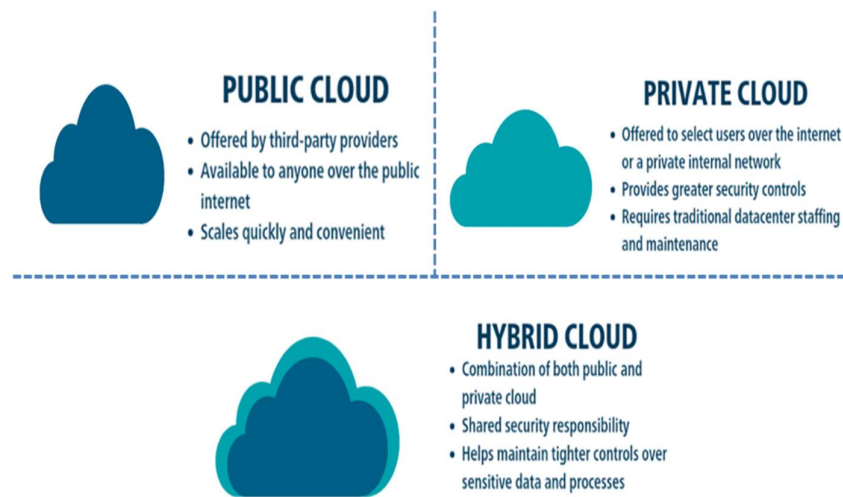 PUBLIC CLOUD
• Offered by third-party providers
• Available to anyone over the public
internet
• Scales quickly and convenient
PRIVATE CLOUD
• Offered to select users over the internet
or a private internal network
• Provides greater security controls
• Requires traditional datacenter staffing
and maintenance
HYBRID CLOUD
• Combination of both public and
private cloud
• Shared security responsibility
• Helps maintain tighter controls over
sensitive data and processes